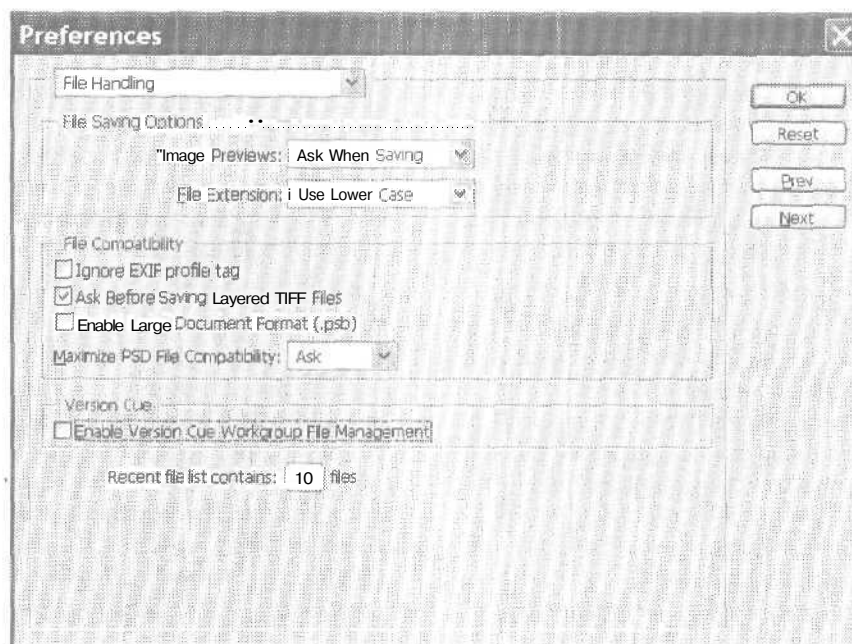 Preferences
File Handling
OK
File Saving Options
Reset
"Image Previews: Ask When Saving
Prev
File Extension: i Use Lower Case
Next
File Compatibility
Ignore EXIF profile tag
Ask Before Saving Layered TIFF Files
Enable Large Document Format (.psb)
Maximize PSD File Compatibility: Ask
Version Cue
Enable Version Cue Workgroup File Management
Recent file list contains: 10 files